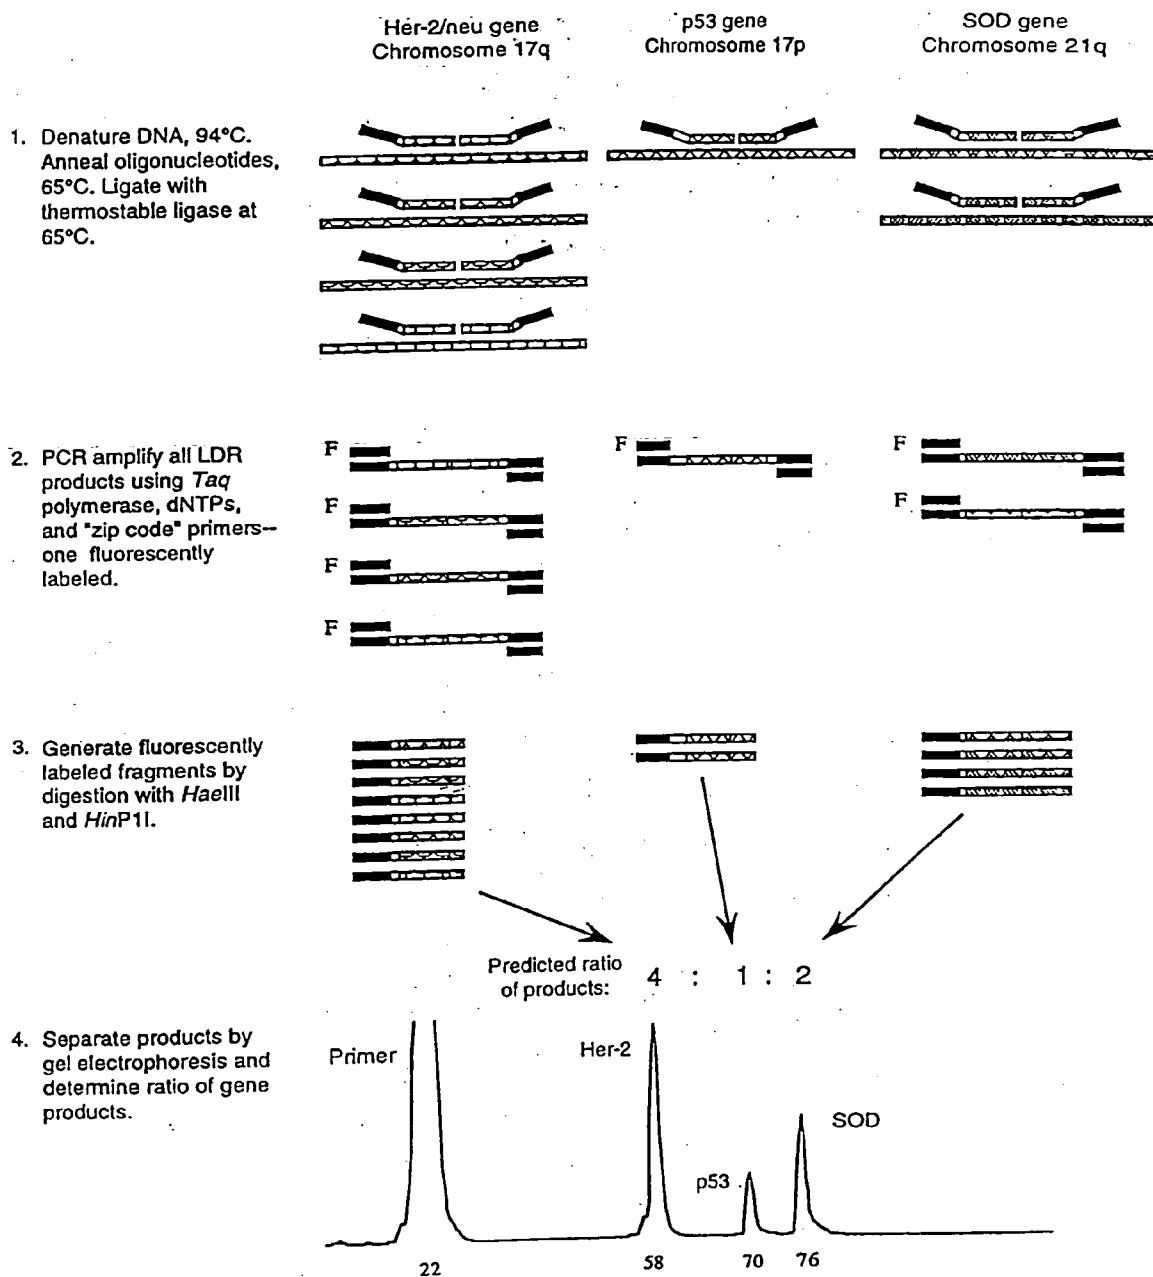 Her-2/neu gene
Chromosome 17q
p53 gene
Chromosome 17p
SOD gene
Chromosome 21q
1. Denature DNA, 94°C.
Anneal oligonucleotides,
65°C. Ligate with
thermostable ligase at
65°C.
2. PCR amplify all LDR
products using Taq
polymerase, dNTPs,
and "zip code" primers--
one fluorescently
labeled.
F
F
F
F
F
F
F
3. Generate fluorescently
labeled fragments by
digestion with HaeIII
and HinP1I.
Predicted ratio
of products:
4 : 1 : 2
4. Separate products by
gel electrophoresis and
determine ratio of gene
products.
Primer
Her-2
p53
SOD
22
58
70
76